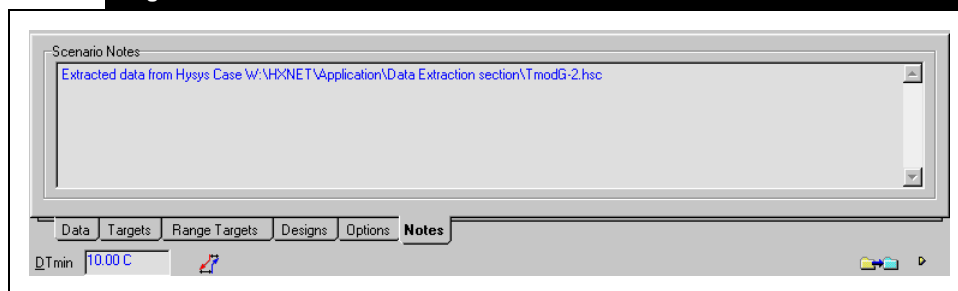 Scenario Notes
Extracted data from Hysys Case W:\HXNET\Application\Data Extraction section\TmodG-2.hsc
Data Targets Range Targets Designs Options Notes
DTmin 10.00 C